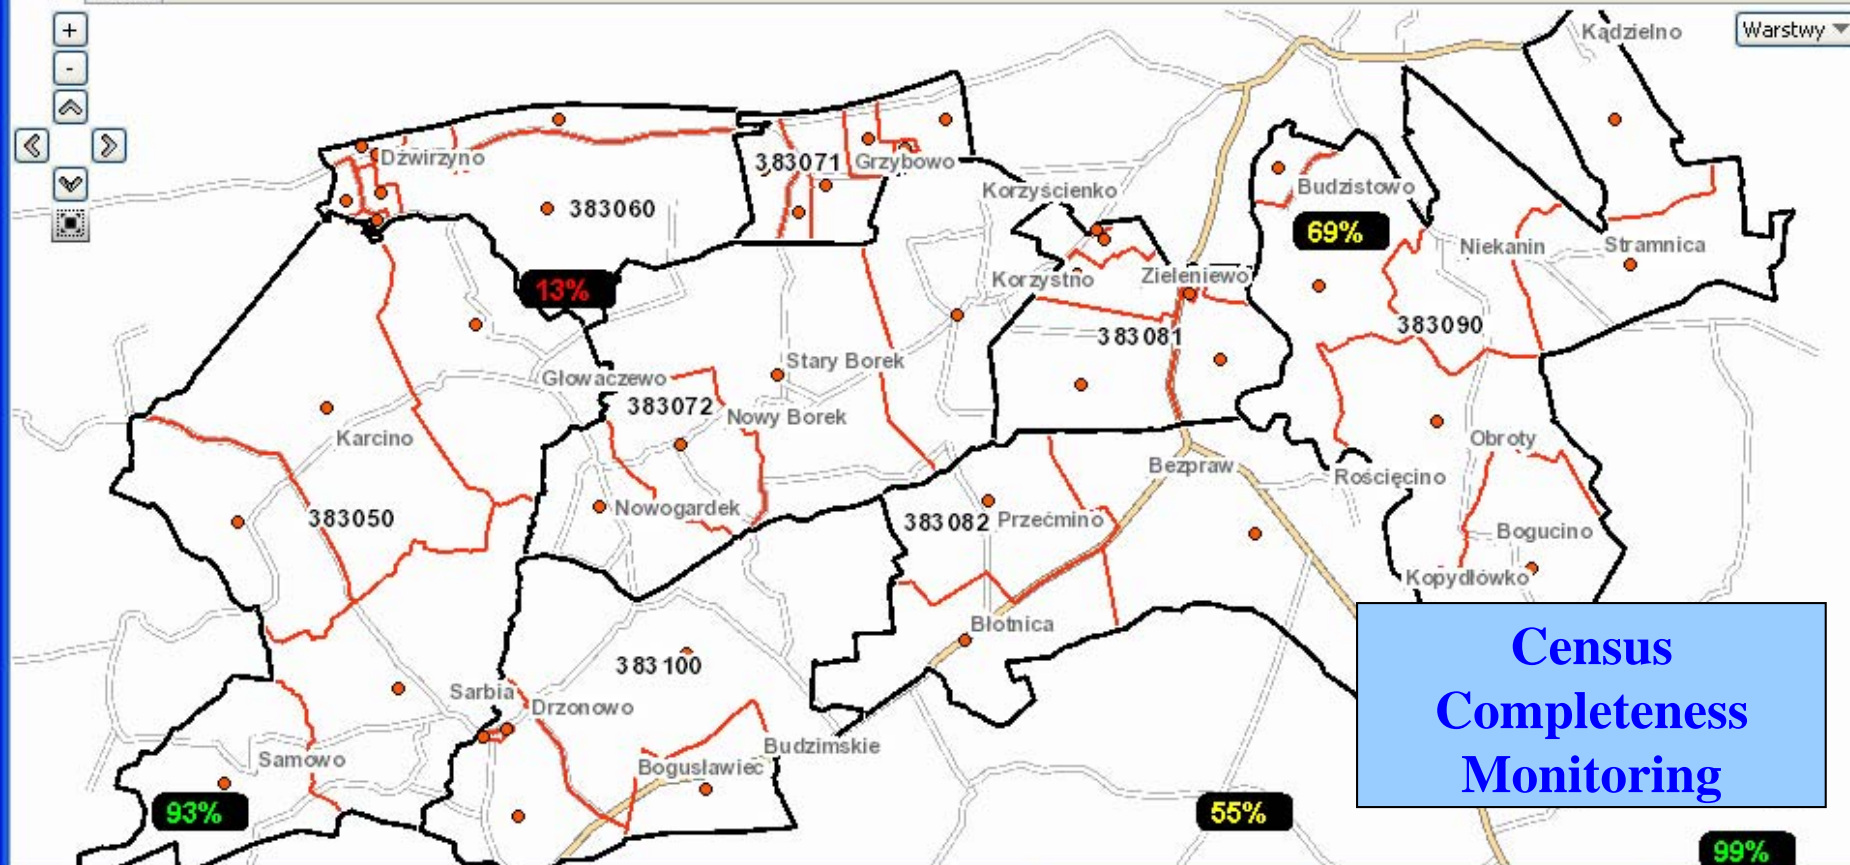 +
Kądzielno
Warstwy
-
Dźwirzyno
383071
Grzybowo
Korzyścienko
Budzistowo
383060
69%
Niekanin
Stramnica
Korzystno
Zieleniewo
13%
383090
383081
Stary Borek
Głowaczewo
383072
Nowy Borek
Karcino
Obroty
Bezpraw
Rościęcino
Nowogardek
383050
383082
Przećmino
Bogucino
Kopydłówko
Błotnica
383100
Census
Completeness
Monitoring
Sarbia
Drzonowo
Budzimskie
Samowo
Bogusławiec
93%
55%
99%